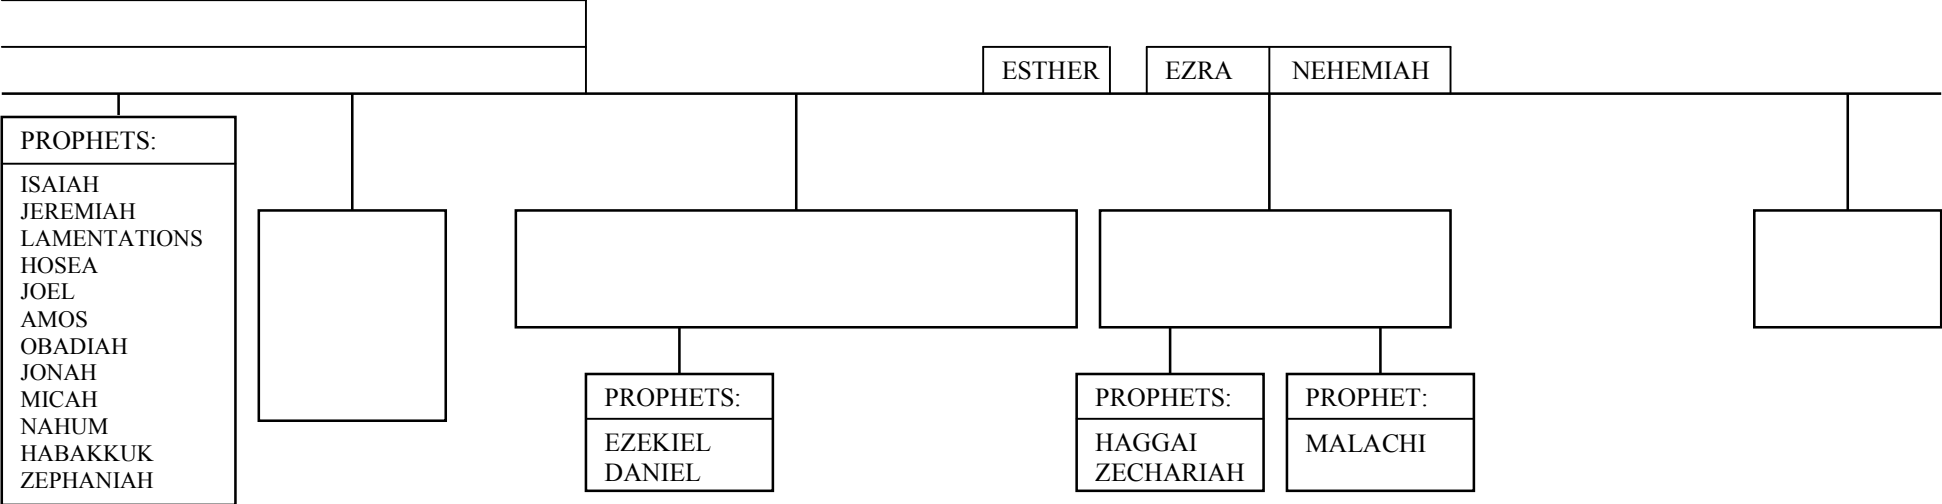 ESTHER
EZRA
NEHEMIAH
PROPHETS:
ISAIAH
JEREMIAH
LAMENTATIONS
HOSEA
JOEL
AMOS
OBADIAH
JONAH
MICAH
NAHUM
HABAKKUK
ZEPHANIAH
PROPHETS:
EZEKIEL
DANIEL
PROPHETS:
HAGGAI
ZECHARIAH
PROPHET:
MALACHI